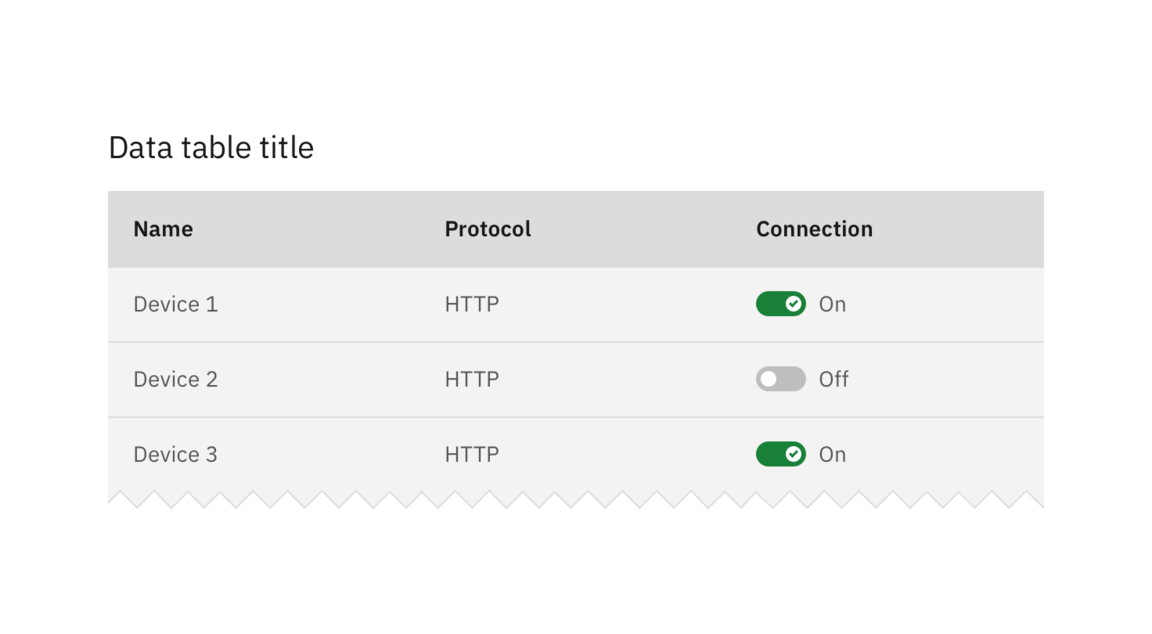 Data table title
Name Protocol Connection
Device 1 HTTP On
Device 2 HTTP Off
Device 3 HTTP On